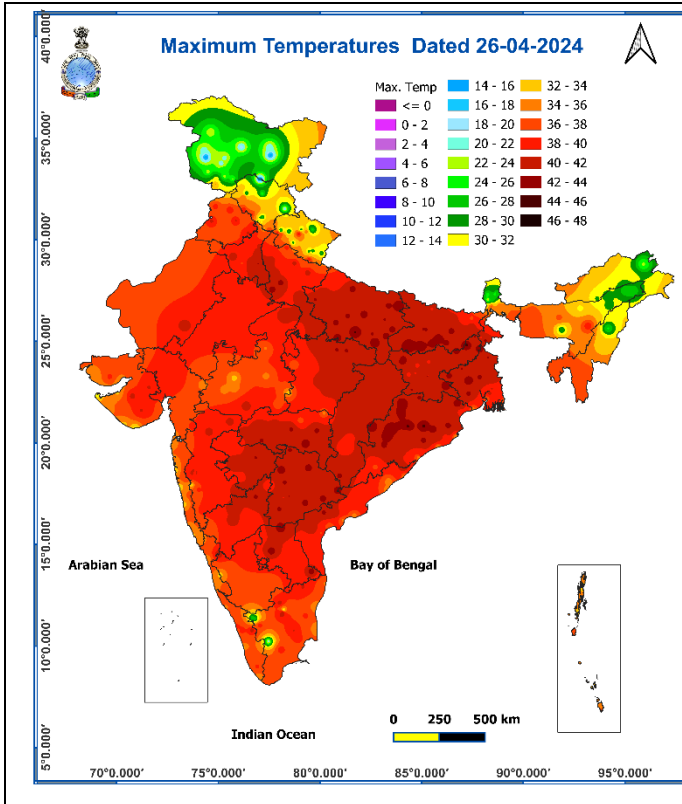 Maximum Temperatures Dated 26-04-2024
Max. Temp
<= 0
0 - 2
2 - 4
4 - 6
6 - 8
8 - 10
10 - 12
12 - 14
14 - 16
16 - 18
18 - 20
20 - 22
22 - 24
24 - 26
26 - 28
28 - 30
30 - 32
32 - 34
34 - 36
36 - 38
38 - 40
40 - 42
42 - 44
44 - 46
46 - 48
40°0.000'
35°0.000'
30°0.000'
25°0.000'
20°0.000'
15°0.000'
10°0.000'
5°0.000'
Arabian Sea
Bay of Bengal
Indian Ocean
0 250 500 km
70°0.000' 75°0.000' 80°0.000' 85°0.000' 90°0.000' 95°0.000'